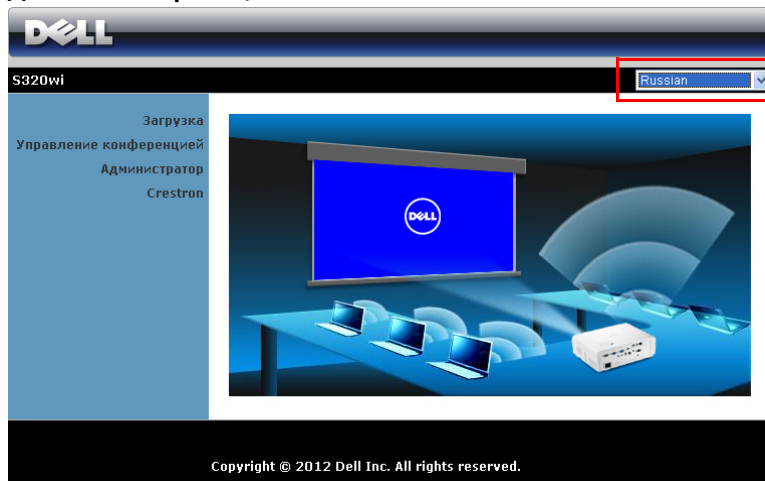 DELL
S320wi
Russian
Загрузка
Управление конференцией
Администратор
Crestron
DELL
Copyright © 2012 Dell Inc. All rights reserved.